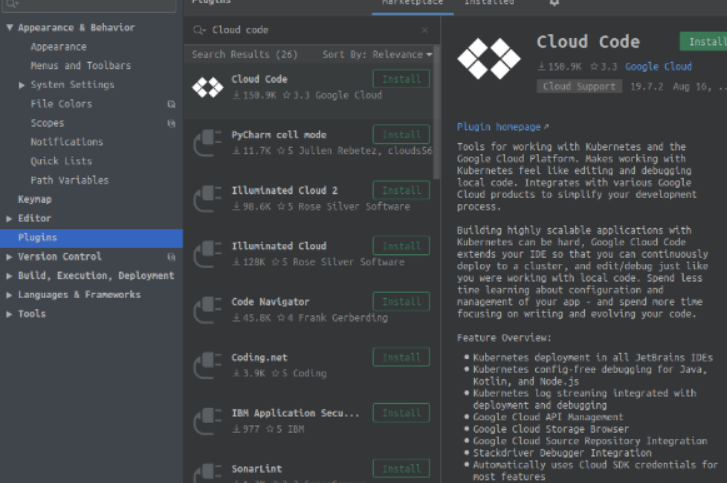 Plugins
Marketplace
Installed
Appearance & Behavior
Appearance
Menus and Toolbars
System Settings
File Colors
Scopes
Notifications
Quick Lists
Path Variables
Keymap
Editor
Plugins
Version Control
Build, Execution, Deployment
Languages & Frameworks
Tools
Cloud code
Search Results (26) Sort By: Relevance
Cloud Code Install
150.9K 3.3 Google Cloud
PyCharm cell mode Install
11.7K 5 Julien Rebetez, clouds56
Illuminated Cloud 2 Install
98.6K 5 Rose Silver Software
Illuminated Cloud Install
128K 5 Rose Silver Software
Code Navigator Install
45.8K 4 Frank Gerberding
Coding.net Install
3.9K 5 Coding
IBM Application Secu... Install
977 5 IBM
SonarLint Install
Cloud Code Install
150.9K 3.3 Google Cloud
Cloud Support 19.7.2 Aug 16, ..
Plugin homepage
Tools for working with Kubernetes and the
Google Cloud Platform. Makes working with
Kubernetes feel like editing and debugging
local code. Integrates with various Google
Cloud products to simplify your development
process.
Building highly scalable applications with
Kubernetes can be hard, Google Cloud Code
extends your IDE so that you can continuously
deploy to a cluster, and edit/debug just like
you were working with local code. Spend less
time learning about configuration and
management of your app - and spend more time
focusing on writing and evolving your code.
Feature Overview:
Kubernetes deployment in all JetBrains IDEs
Kubernetes config-free debugging for Java,
Kotlin, and Node.js
Kubernetes log streaming integrated with
deployment and debugging
Google Cloud API Management
Google Cloud Storage Browser
Google Cloud Source Repository Integration
Stackdriver Debugger Integration
Automatically uses Cloud SDK credentials for
most features